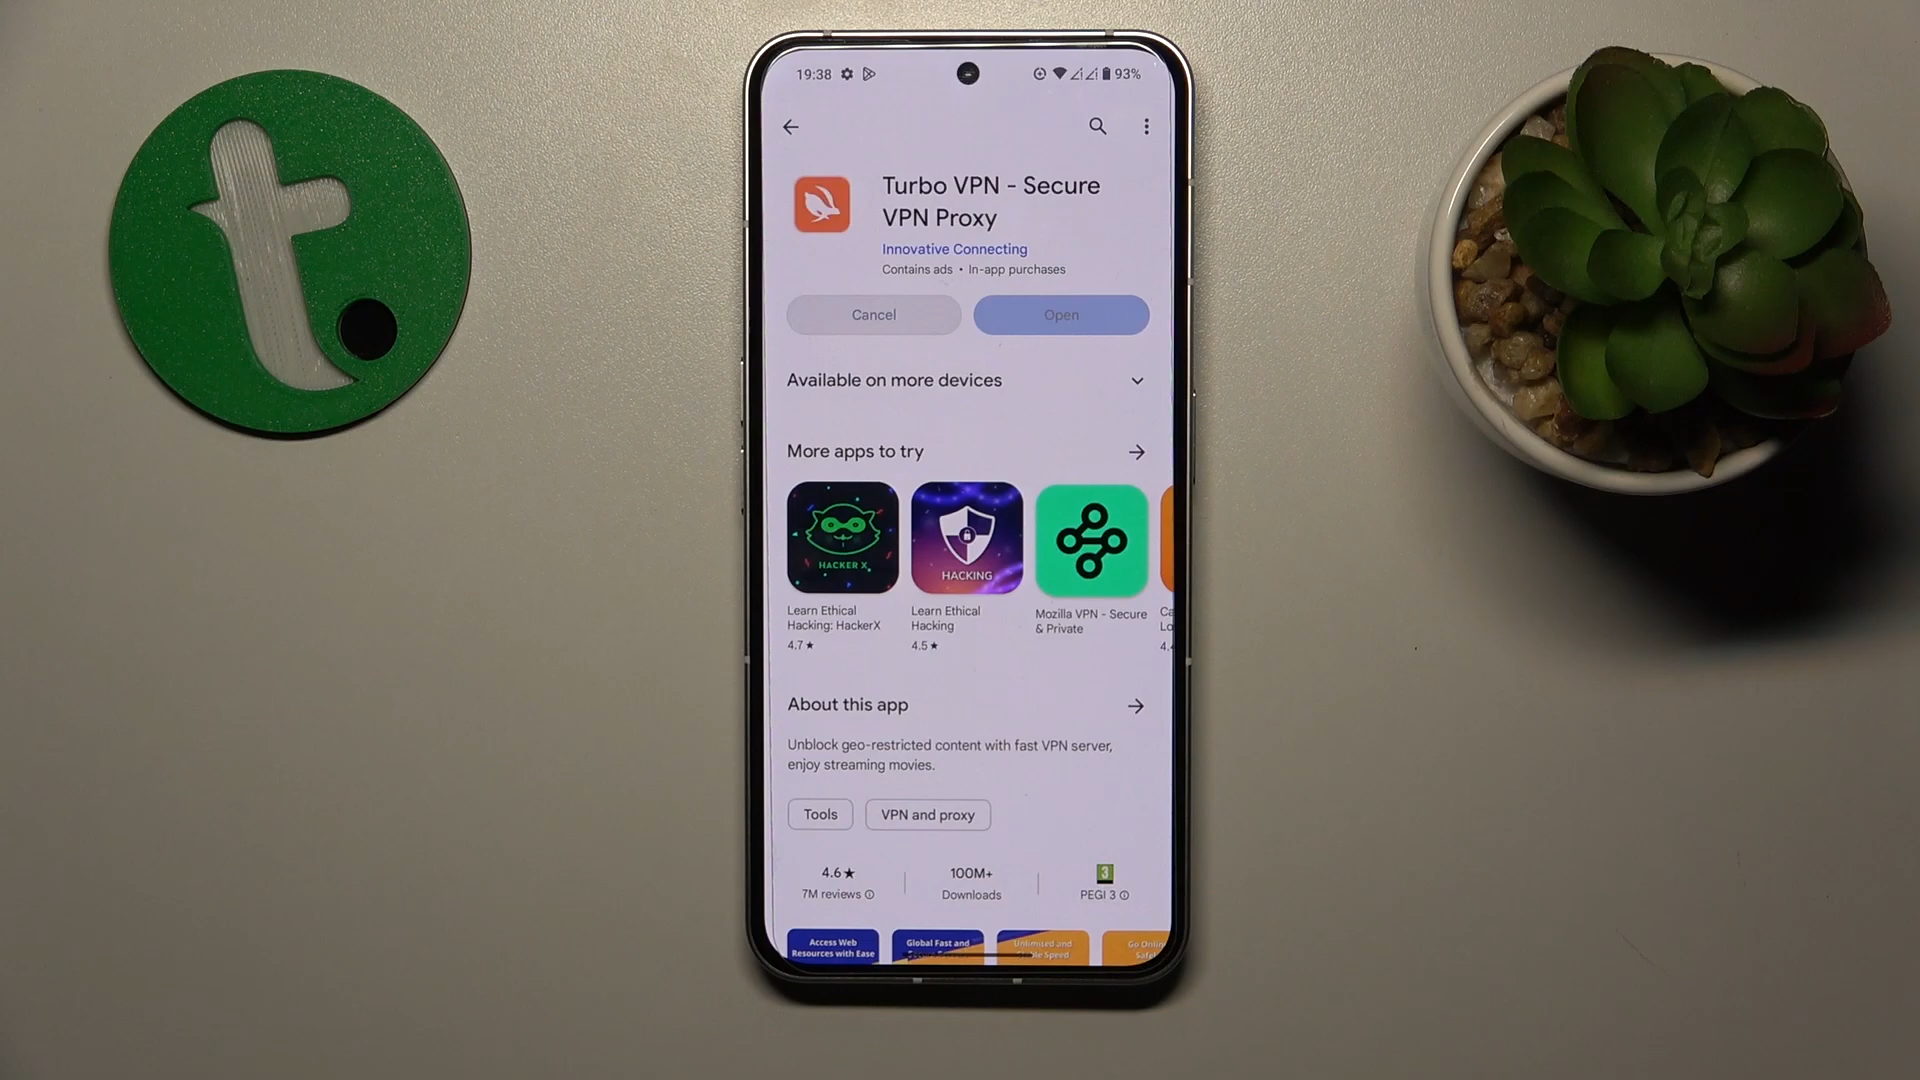 19:38
93%
Turbo VPN - Secure
VPN Proxy
Innovative Connecting
Contains ads • In-app purchases
Cancel
Open
Available on more devices
More apps to try
HACKER X
HACKING
Learn Ethical
Hacking: HackerX
4.7★
Learn Ethical
Hacking
4.5★
Mozilla VPN - Secure
& Private
About this app
Unblock geo-restricted content with fast VPN server,
enjoy streaming movies.
Tools
VPN and proxy
4.6★
7M reviews
100M+
Downloads
3
PEGI 3
Access Web
Resources with Ease
Global Fast and
Unlimited and
Speed